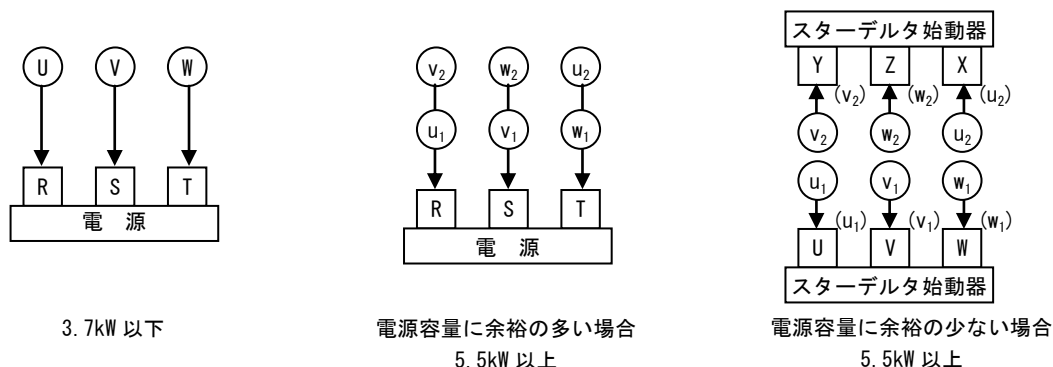 U V W
R S T
電 源
3.7kW 以下
v₂ w₂ u₂
u₁ v₁ w₁
R S T
電 源
電源容量に余裕の多い場合
5.5kW 以上
スターデルタ始動器
Y Z X
(v₂) (w₂) (u₂)
v₂ w₂ u₂
u₁ v₁ w₁
(u₁) (v₁) (w₁)
U V W
スターデルタ始動器
電源容量に余裕の少ない場合
5.5kW 以上